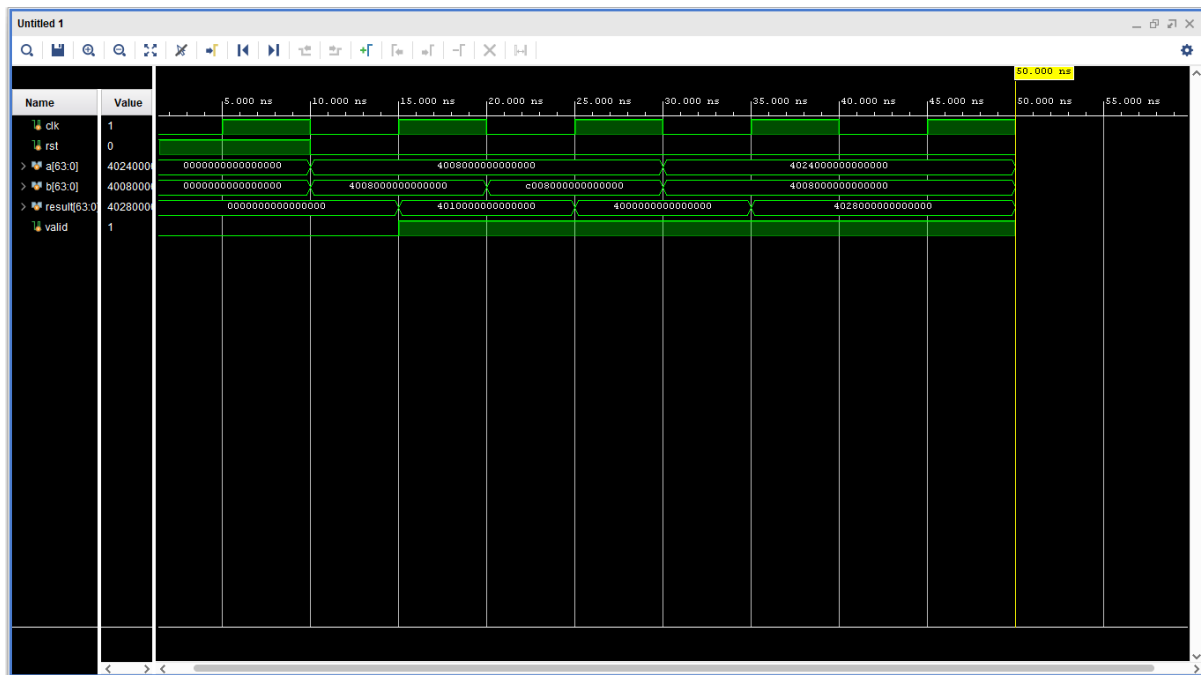 Untitled 1
50.000 ns
Name Value 5.000 ns 10.000 ns 15.000 ns 20.000 ns 25.000 ns 30.000 ns 35.000 ns 40.000 ns 45.000 ns 50.000 ns 55.000 ns
clk 1
rst 0
a[63:0] 40240000 0000000000000000 4008000000000000 4024000000000000
b[63:0] 40080000 0000000000000000 4008000000000000 c008000000000000 4008000000000000
result[63:0 40280000 0000000000000000 4010000000000000 4000000000000000 4028000000000000
valid 1